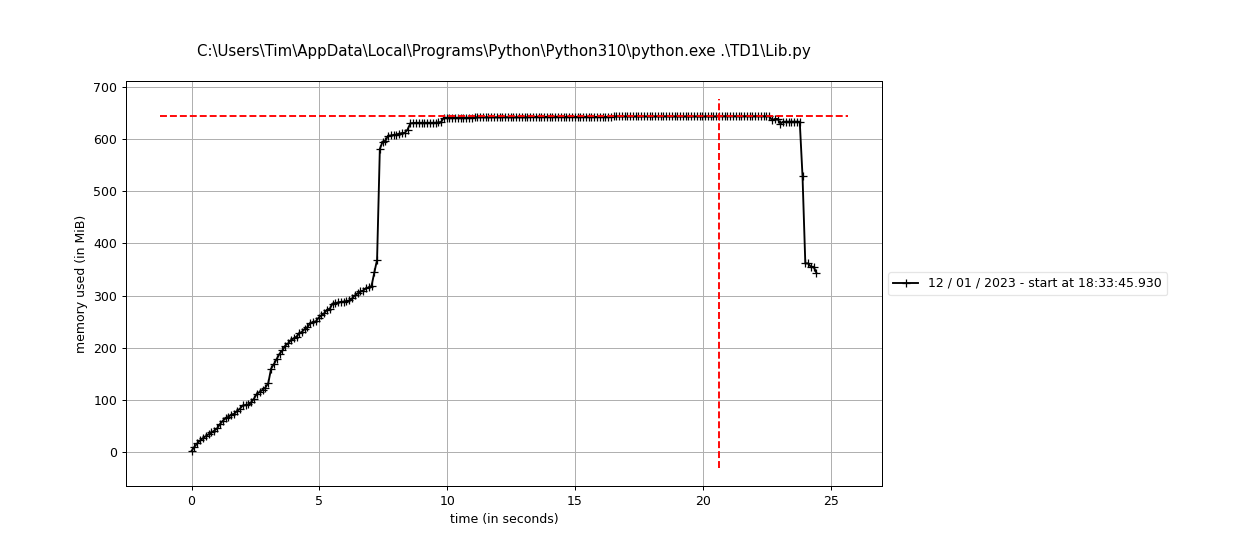 C:\Users\Tim\AppData\Local\Programs\Python\Python310\python.exe .\TD1\Lib.py
700
600
500
400
300
200
100
0
memory used (in MiB)
0 5 10 15 20 25
time (in seconds)
12 / 01 / 2023 - start at 18:33:45.930